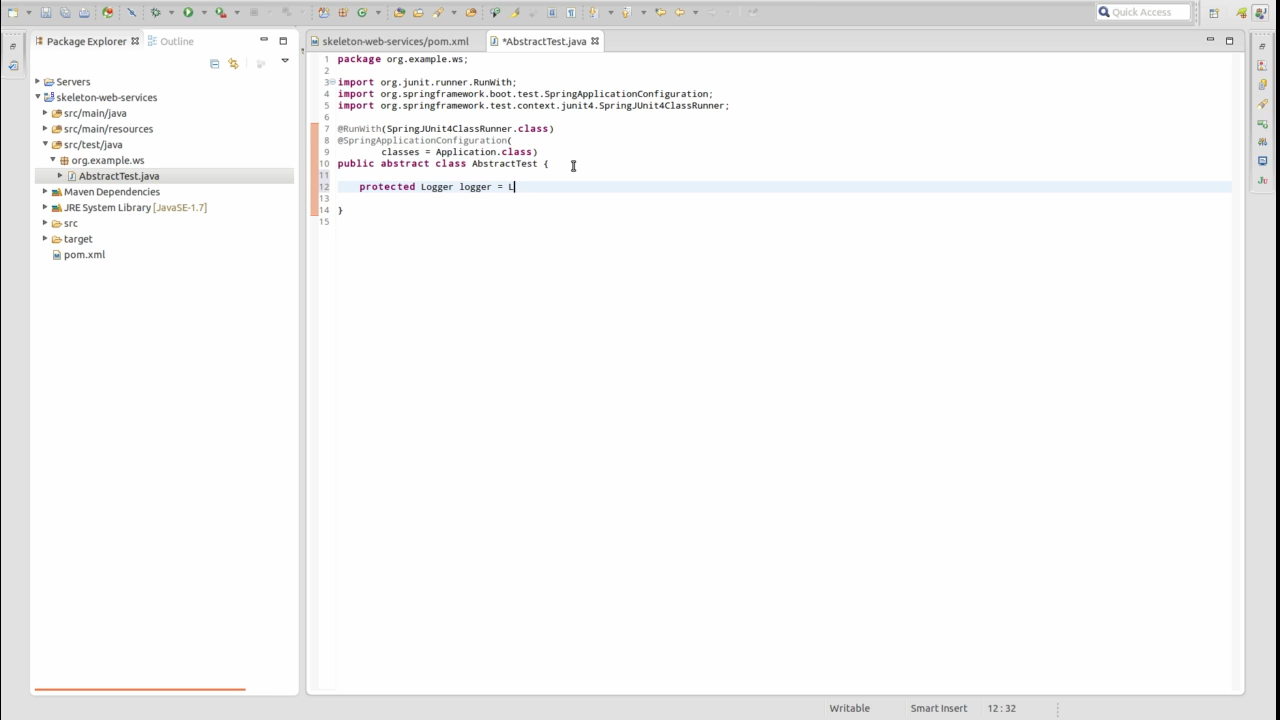 Quick Access
Package Explorer
Outline
skeleton-web-services/pom.xml
*AbstractTest.java
Servers
skeleton-web-services
src/main/java
src/main/resources
src/test/java
org.example.ws
AbstractTest.java
Maven Dependencies
JRE System Library [JavaSE-1.7]
src
target
pom.xml
1 package org.example.ws;
2
3 import org.junit.runner.RunWith;
4 import org.springframework.boot.test.SpringApplicationConfiguration;
5 import org.springframework.test.context.junit4.SpringJUnit4ClassRunner;
6
7 @RunWith(SpringJUnit4ClassRunner.class)
8 @SpringApplicationConfiguration(
9 classes = Application.class)
10 public abstract class AbstractTest {
11
12 protected Logger logger = L
13
14 }
15
Writable Smart Insert 12 : 32